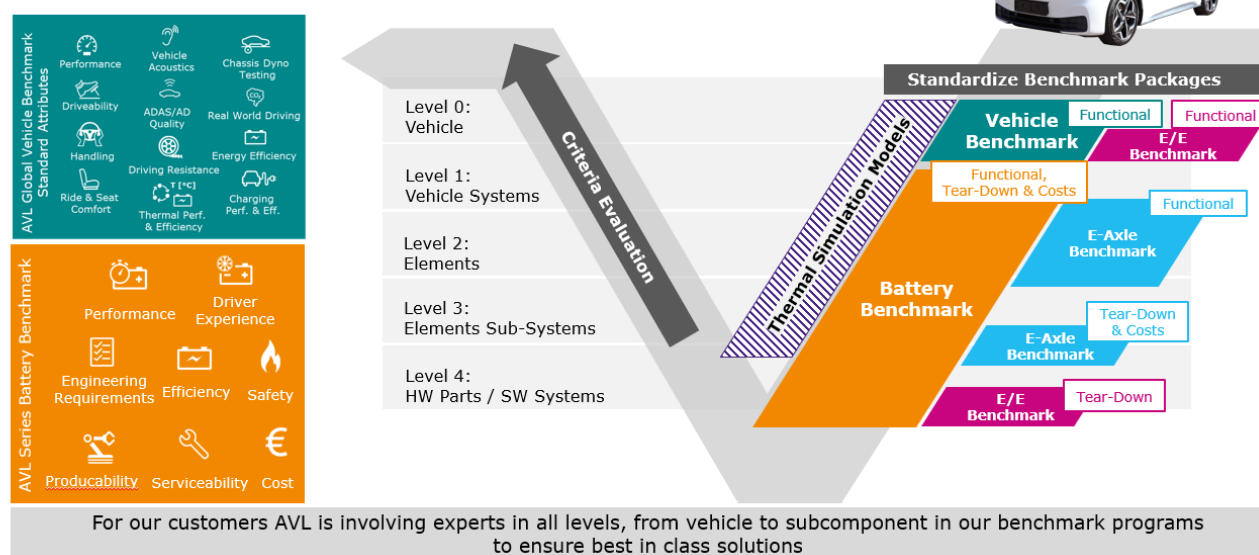 AVL Global Vehicle Benchmark
Standard Attributes
Performance
Vehicle
Acoustics
Chassis Dyno
Testing
Driveability
ADAS/AD
Quality
CO₂
Real World Driving
Handling
Driving Resistance
Energy Efficiency
Ride & Seat
Comfort
T [°C]
Thermal Perf.
& Efficiency
Charging
Perf. & Eff.
AVL Series Battery Benchmark
Performance
Driver
Experience
Engineering
Requirements
Efficiency
Safety
Producability
Serviceability
€
Cost
Level 0:
Vehicle
Level 1:
Vehicle Systems
Level 2:
Elements
Level 3:
Elements Sub-Systems
Level 4:
HW Parts / SW Systems
Criteria Evaluation
Thermal Simulation Models
Standardize Benchmark Packages
Vehicle
Benchmark
Functional
Functional
E/E
Benchmark
Functional,
Tear-Down & Costs
Battery
Benchmark
Functional
E-Axle
Benchmark
Tear-Down
& Costs
E-Axle
Benchmark
E/E
Benchmark
Tear-Down
For our customers AVL is involving experts in all levels, from vehicle to subcomponent in our benchmark programs
to ensure best in class solutions